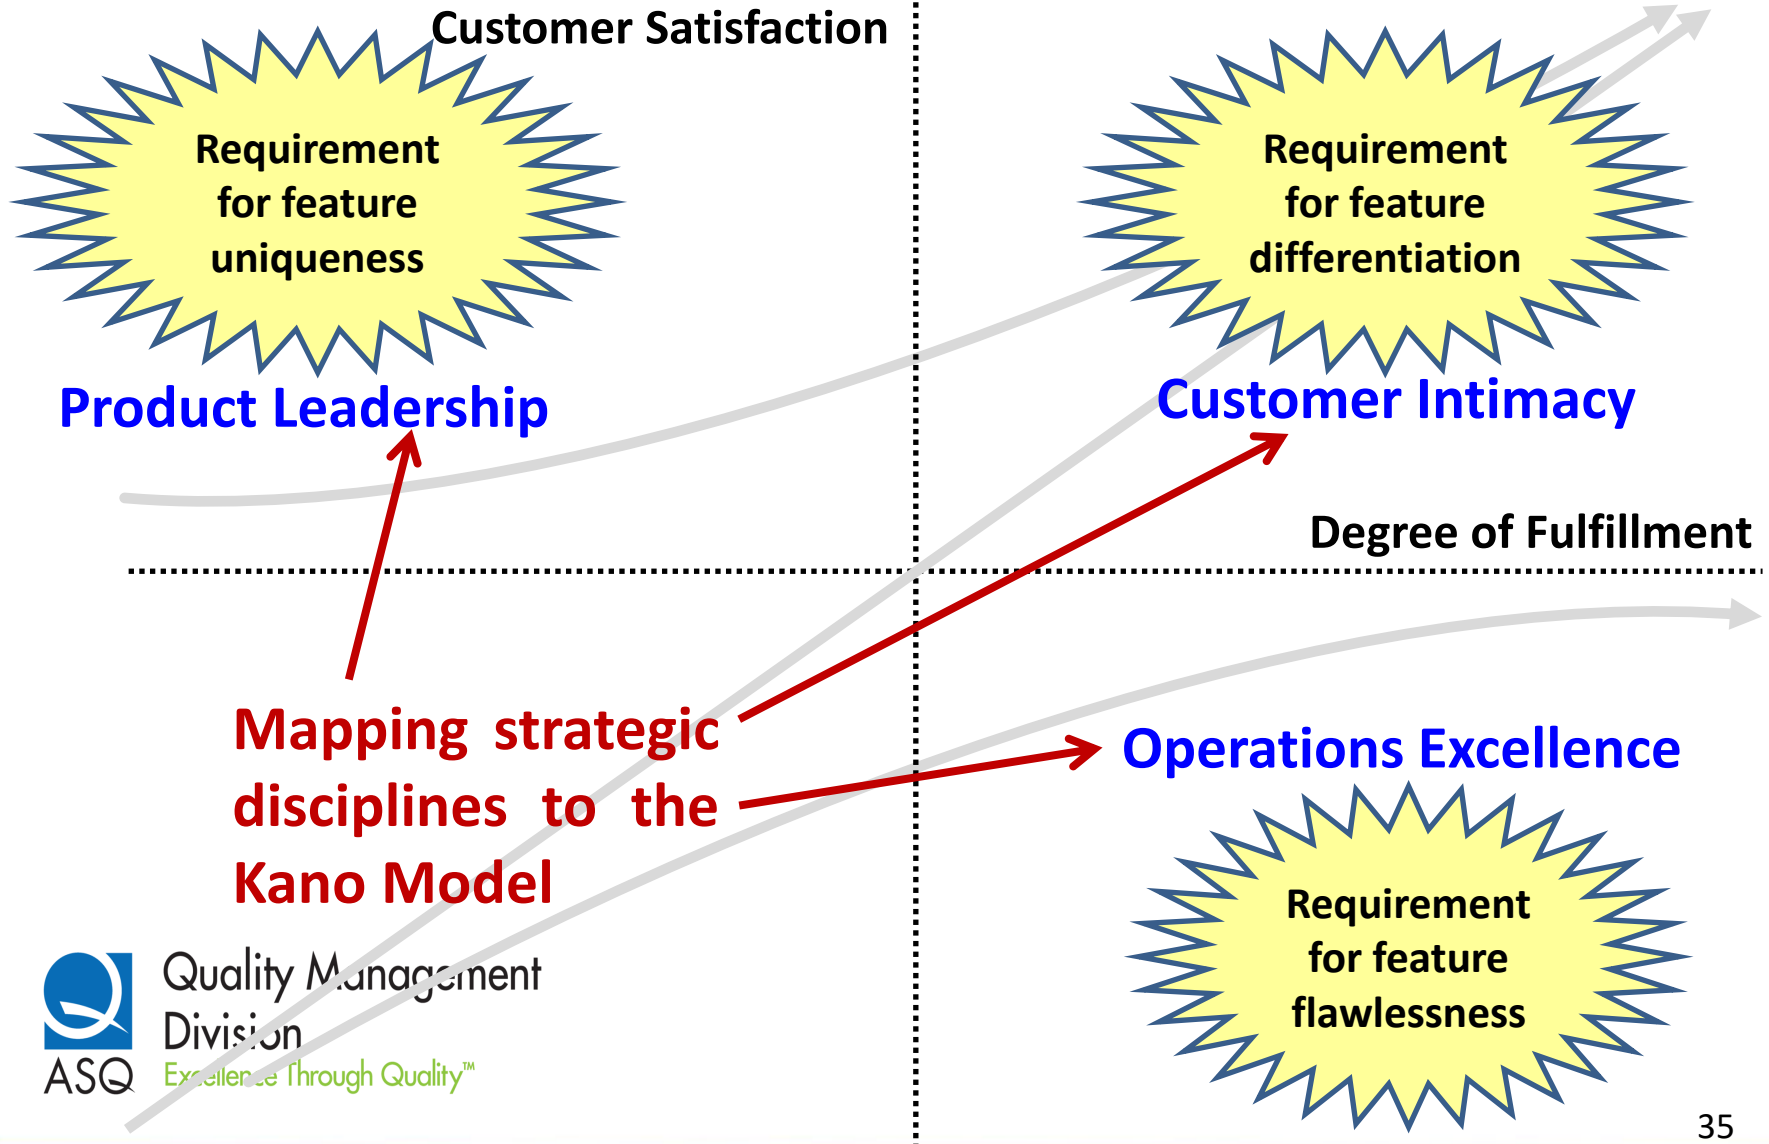 Customer Satisfaction
Requirement
for feature
uniqueness
Product Leadership
Requirement
for feature
differentiation
Customer Intimacy
Degree of Fulfillment
Mapping strategic
disciplines to the
Kano Model
Operations Excellence
Requirement
for feature
flawlessness
Quality Management
Division
Excellence Through Quality™
ASQ
35